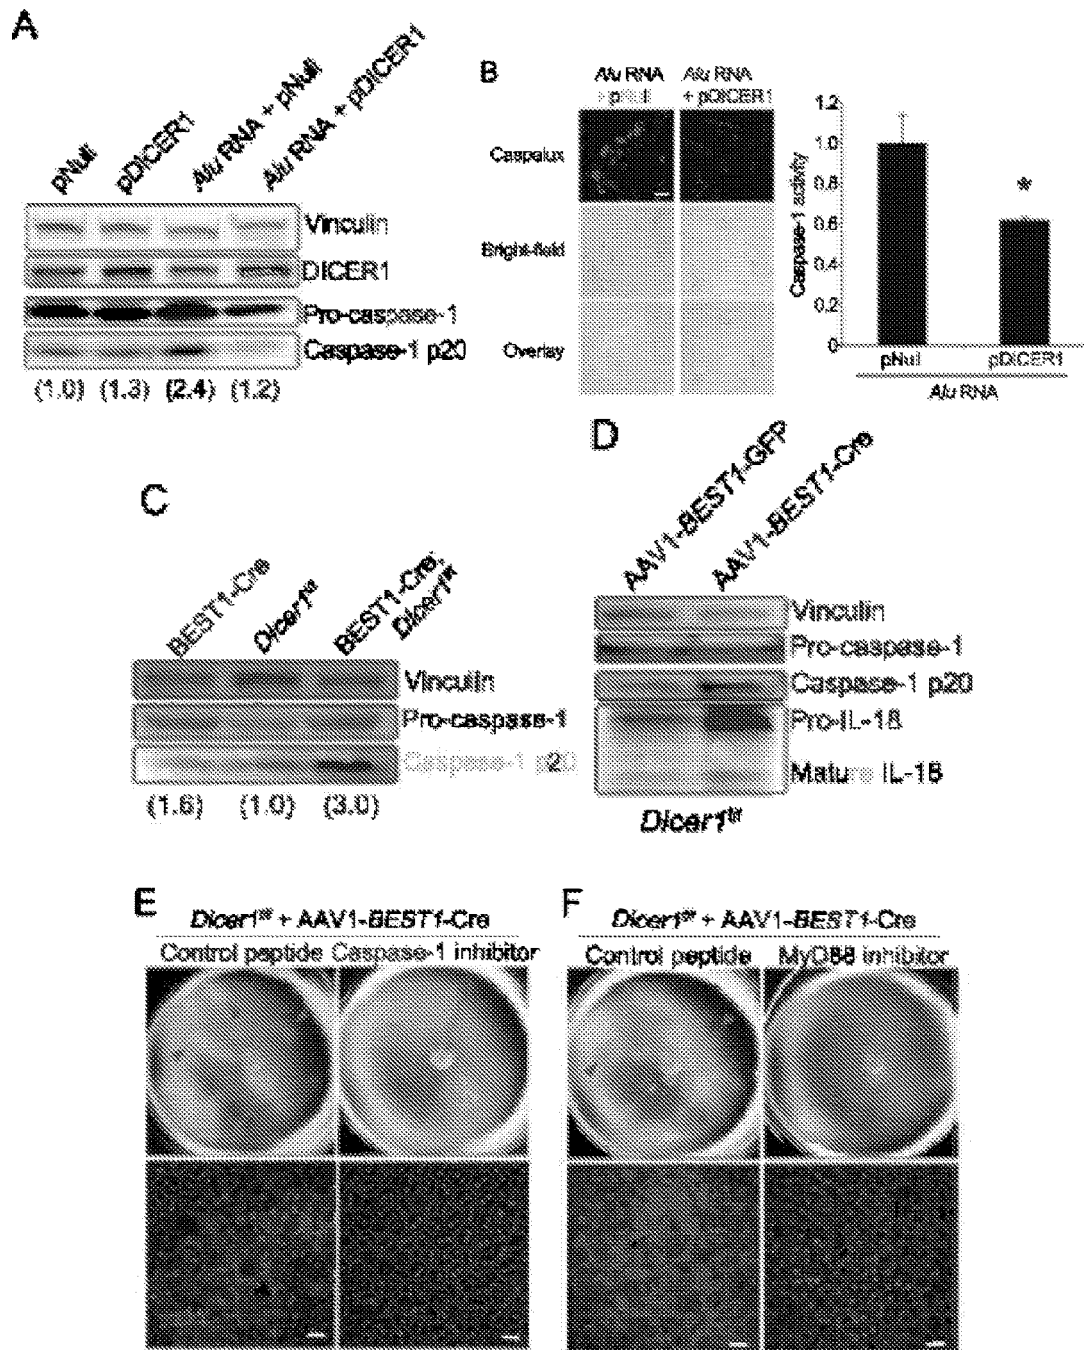 A
pNull
pDICER1
Alu RNA + pNull
Alu RNA + pDICER1
Vinculin
DICER1
Pro-caspase-1
Caspase-1 p20
(1.0) (1.3) (2.4) (1.2)
B
Alu RNA + pNull
Alu RNA + pDICER1
Caspalux
Bright-field
Overlay
Caspase-1 activity
1.2
1.0
0.8
0.6
0.4
0.2
0
*
pNull
pDICER1
Alu RNA
C
BEST1-Cre
Dicer1f/f
BEST1-Cre; Dicer1f/f
Vinculin
Pro-caspase-1
Caspase-1 p20
(1.6) (1.0) (3.0)
D
AAV1-BEST1-GFP
AAV1-BEST1-Cre
Vinculin
Pro-caspase-1
Caspase-1 p20
Pro-IL-18
Mature IL-18
Dicer1f/f
E
Dicer1f/f + AAV1-BEST1-Cre
Control peptide Caspase-1 inhibitor
F
Dicer1f/f + AAV1-BEST1-Cre
Control peptide MyD88 inhibitor